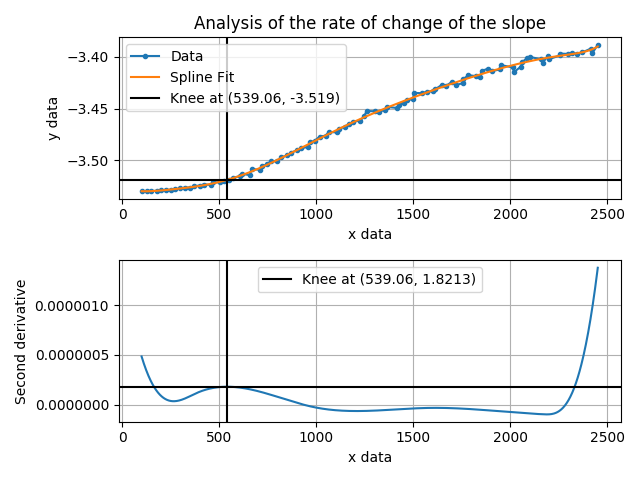 Analysis of the rate of change of the slope
Data
Spline Fit
Knee at (539.06, -3.519)
y data
−3.40
−3.45
−3.50
0 500 1000 1500 2000 2500
x data
Knee at (539.06, 1.8213)
Second derivative
0.0000010
0.0000005
0.0000000
0 500 1000 1500 2000 2500
x data